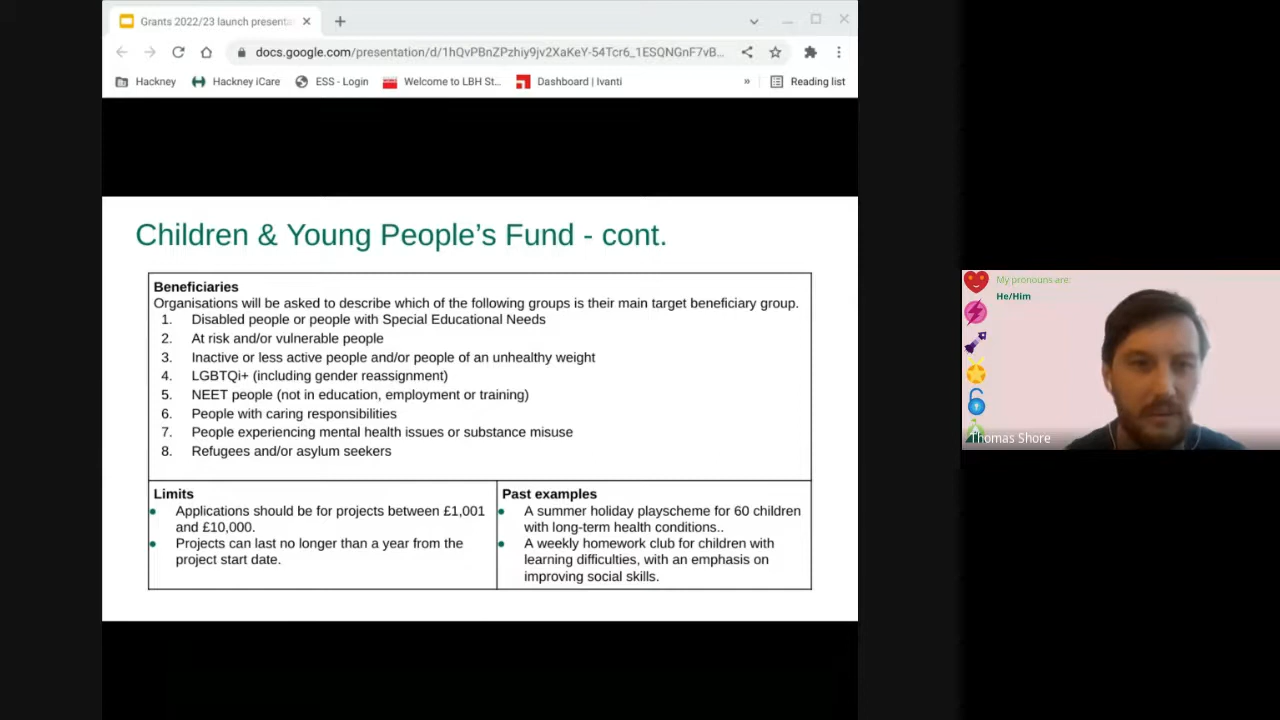 Grants 2022/23 launch presenta
docs.google.com/presentation/d/1hQvPBnZPzhiy9jv2XaKeY-54Tcr6_1ESQNGnF7vB...
Hackney
Hackney iCare
ESS - Login
Welcome to LBH St...
Dashboard | Ivanti
»
Reading list
Children & Young People’s Fund - cont.
Beneficiaries
Organisations will be asked to describe which of the following groups is their main target beneficiary group.
1. Disabled people or people with Special Educational Needs
2. At risk and/or vulnerable people
3. Inactive or less active people and/or people of an unhealthy weight
4. LGBTQi+ (including gender reassignment)
5. NEET people (not in education, employment or training)
6. People with caring responsibilities
7. People experiencing mental health issues or substance misuse
8. Refugees and/or asylum seekers
Limits
● Applications should be for projects between £1,001
and £10,000.
● Projects can last no longer than a year from the
project start date.
Past examples
● A summer holiday playscheme for 60 children
with long-term health conditions..
● A weekly homework club for children with
learning difficulties, with an emphasis on
improving social skills.
My pronouns are:
He/Him
Thomas Shore